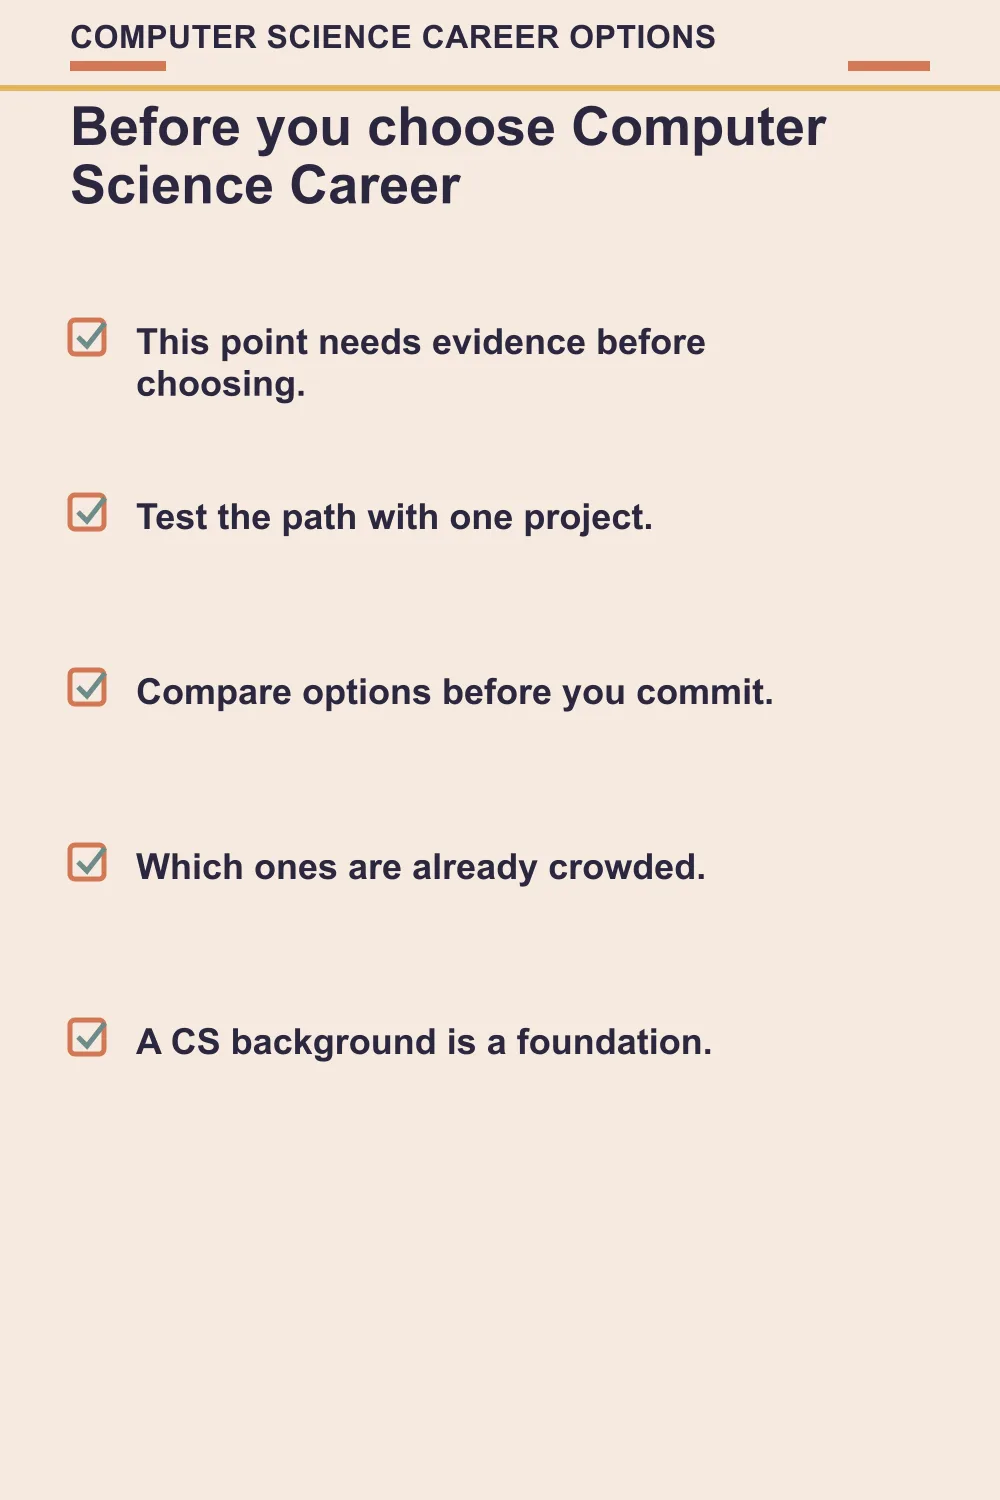 COMPUTER SCIENCE CAREER OPTIONS
Before you choose Computer
Science Career
This point needs evidence before
choosing.
Test the path with one project.
Compare options before you commit.
Which ones are already crowded.
A CS background is a foundation.